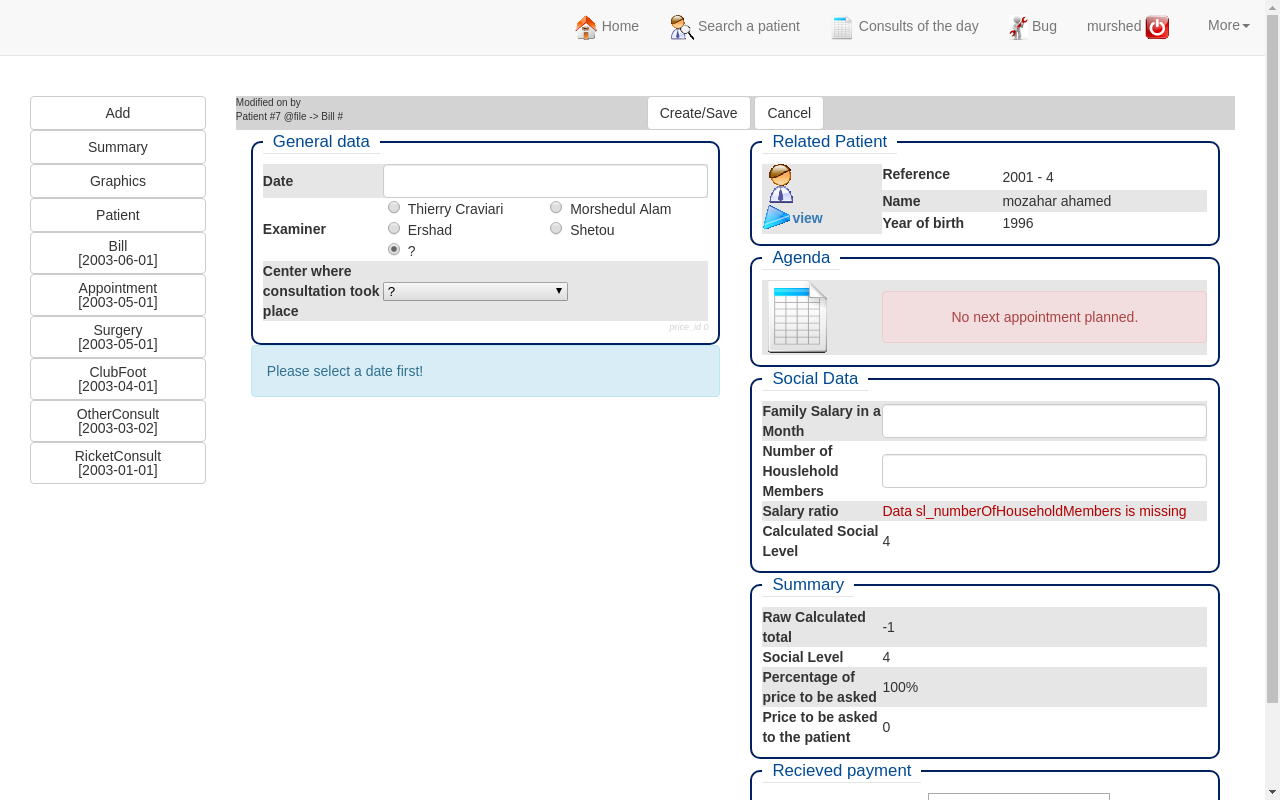 Home
Search a patient
Consults of the day
Bug
murshed
More
Add
Summary
Graphics
Patient
Bill
[2003-06-01]
Appointment
[2003-05-01]
Surgery
[2003-05-01]
ClubFoot
[2003-04-01]
OtherConsult
[2003-03-02]
RicketConsult
[2003-01-01]
Modified on by
Patient #7 @file -> Bill #
Create/Save
Cancel
General data
Date
Examiner
Thierry Craviari
Morshedul Alam
Ershad
Shetou
?
Center where
consultation took
place
?
price_id 0
Please select a date first!
Related Patient
view
Reference
2001 - 4
Name
mozahar ahamed
Year of birth
1996
Agenda
No next appointment planned.
Social Data
Family Salary in a
Month
Number of
Houslehold
Members
Salary ratio
Data sl_numberOfHouseholdMembers is missing
Calculated Social
Level
4
Summary
Raw Calculated
total
-1
Social Level
4
Percentage of
price to be asked
100%
Price to be asked
to the patient
0
Recieved payment